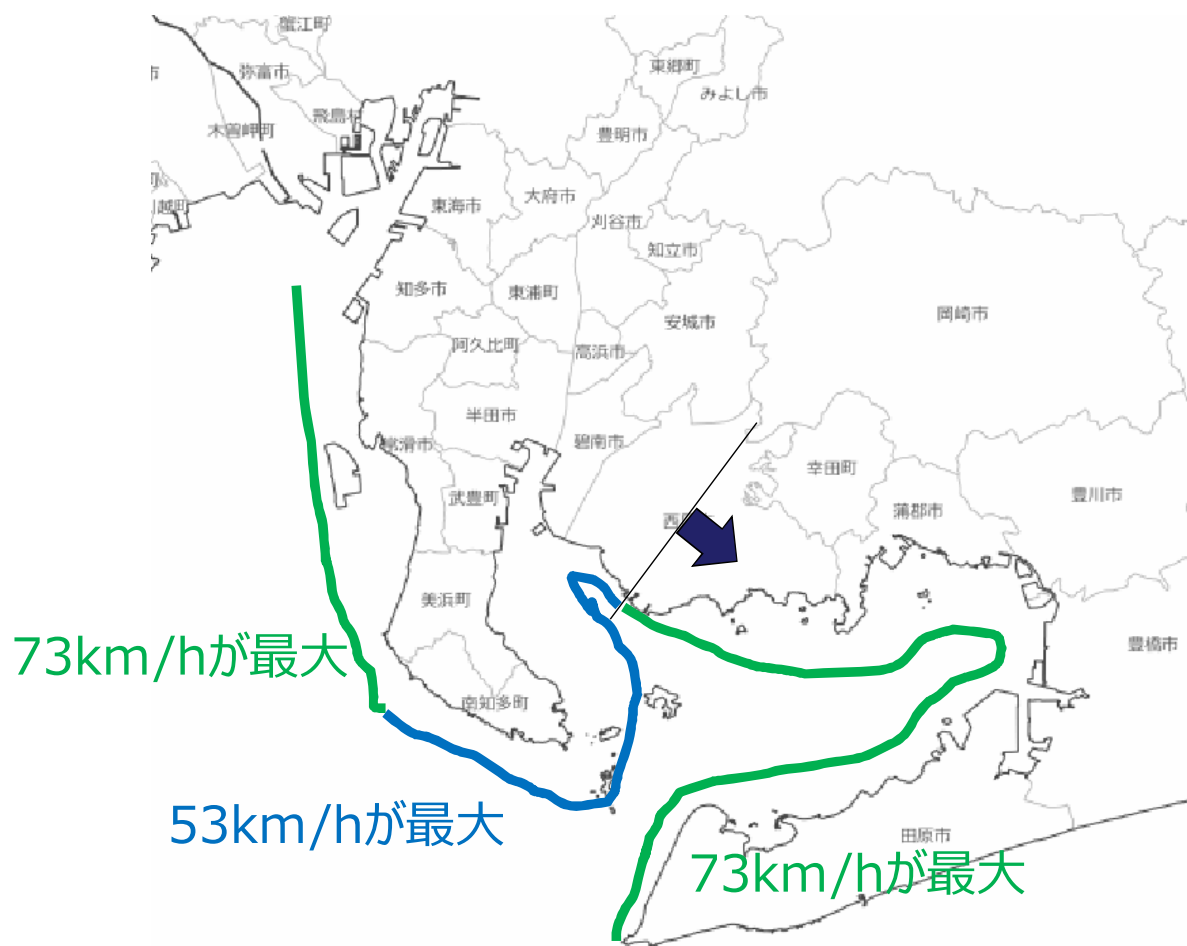 蟹江町
弥富市
東郷町
みよし市
飛島村
木曽岬町
豊明市
川越町
大府市
東海市
刈谷市
知立市
知多市
東浦町
岡崎市
安城市
阿久比町
高浜市
半田市
碧南市
常滑市
幸田町
武豊町
豊川市
蒲郡市
美浜町
73km/hが最大
豊橋市
南知多町
53km/hが最大
田原市
73km/hが最大